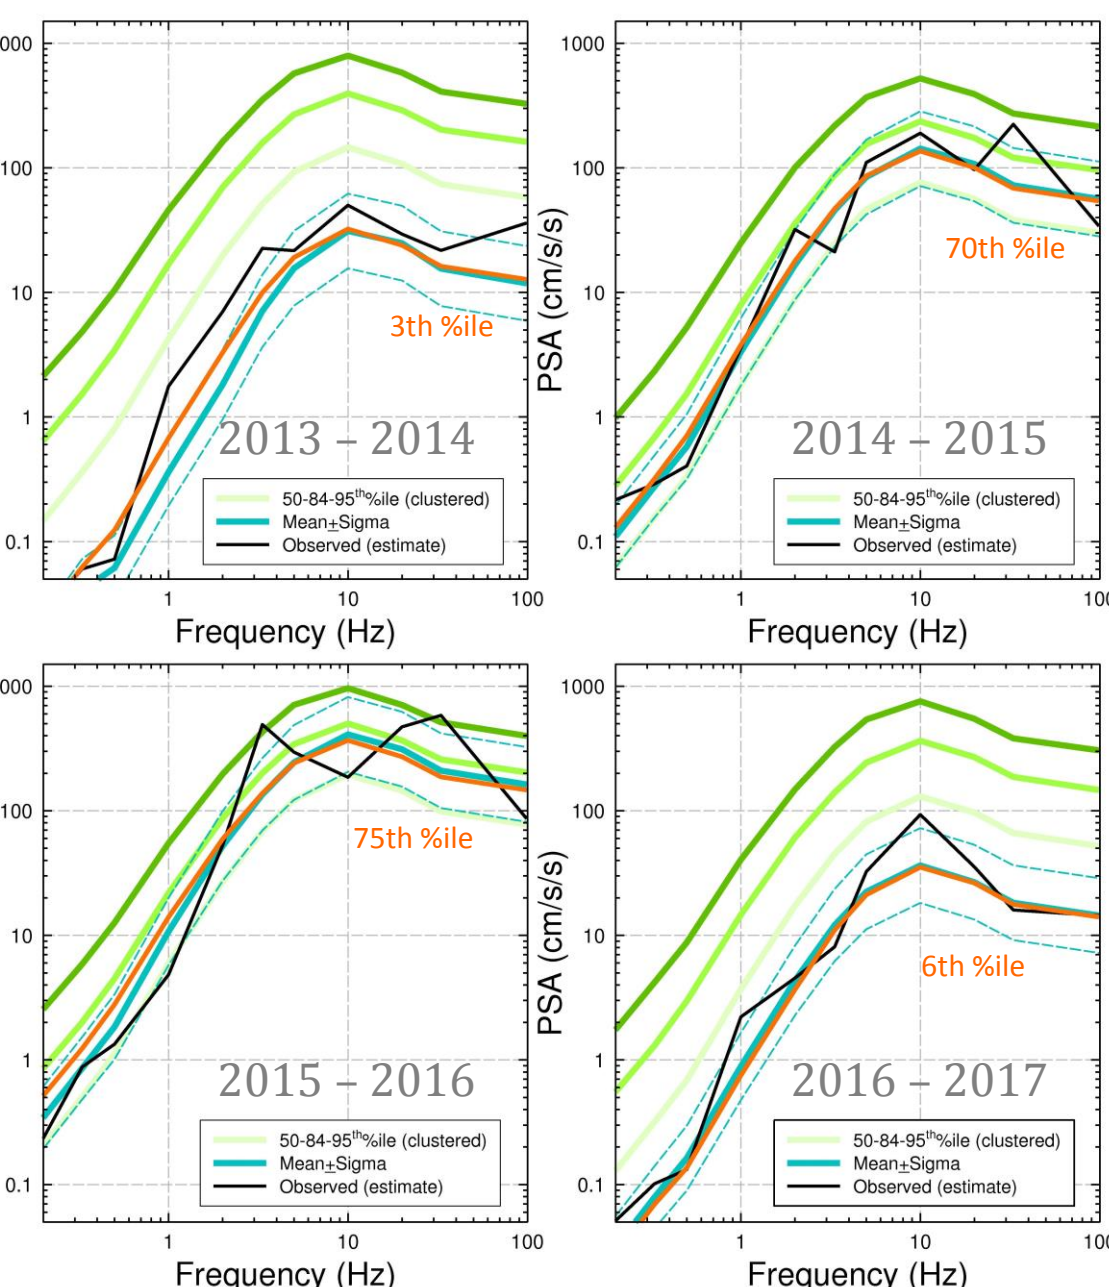 000
100
10
1
0.1
3th %ile
2013 – 2014
50-84-95th%ile (clustered)
Mean±Sigma
Observed (estimate)
1 10 100
Frequency (Hz)
PSA (cm/s/s)
1000
100
10
1
0.1
70th %ile
2014 – 2015
50-84-95th%ile (clustered)
Mean±Sigma
Observed (estimate)
1 10 100
Frequency (Hz)
000
100
10
1
0.1
75th %ile
2015 – 2016
50-84-95th%ile (clustered)
Mean±Sigma
Observed (estimate)
1 10 100
Frequency (Hz)
PSA (cm/s/s)
1000
100
10
1
0.1
6th %ile
2016 – 2017
50-84-95th%ile (clustered)
Mean±Sigma
Observed (estimate)
1 10 100
Frequency (Hz)